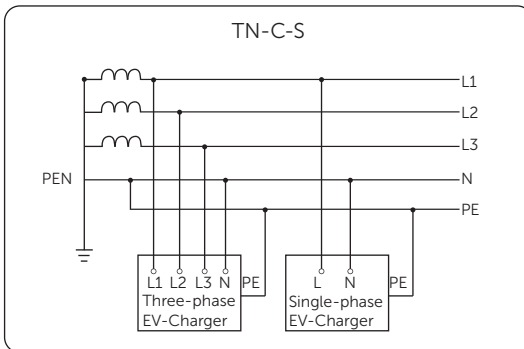 TN-C-S
L1
L2
L3
PEN
N
PE
L1 L2 L3 N PE
Three-phase
EV-Charger
L N PE
Single-phase
EV-Charger